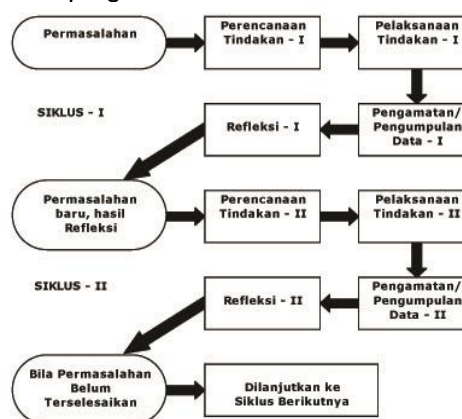 Permasalahan
Perencanaan
Tindakan - I
Pelaksanaan
Tindakan - I
SIKLUS - I
Refleksi - I
Pengamatan/
Pengumpulan
Data - I
Permasalahan
baru, hasil
Refleksi
Perencanaan
Tindakan - II
Pelaksanaan
Tindakan - II
SIKLUS - II
Refleksi - II
Pengamatan/
Pengumpulan
Data - II
Bila Permasalahan
Belum
Terselesaikan
Dilanjutkan ke
Siklus Berikutnya